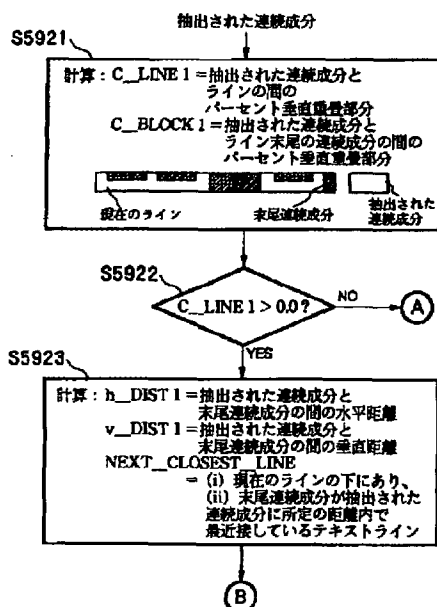 抽出された連続成分
S5921
計算：C_LINE 1＝抽出された連続成分と
ラインの間の
パーセント垂直重畳部分
C_BLOCK 1＝抽出された連続成分と
ライン末尾の連続成分の間の
パーセント垂直重畳部分
現在のライン
末尾連続成分
抽出された
連続成分
S5922
C_LINE 1 > 0.0 ?
NO
A
YES
S5923
計算：h_DIST 1＝抽出された連続成分と
末尾連続成分の間の水平距離
v_DIST 1＝抽出された連続成分と
末尾連続成分の間の垂直距離
NEXT_CLOSEST_LINE
＝(i) 現在のラインの下にあり、
(ii) 末尾連続成分が抽出された
連続成分に所定の距離内で
最近接しているテキストライン
B